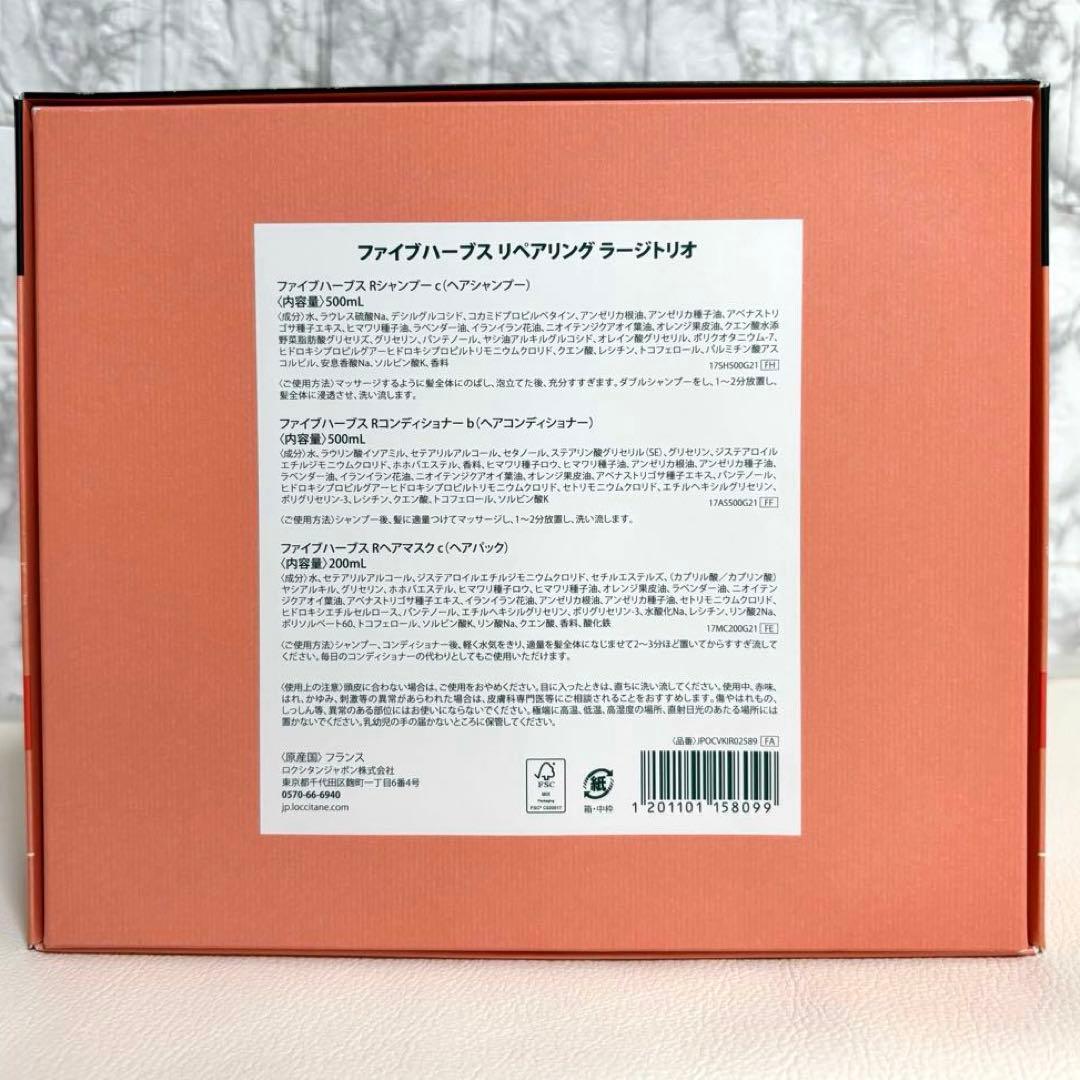 ファイブハーブス リペアリング ラージトリオ
ファイブハーブス Rシャンプー c（ヘアシャンプー）
〈内容量〉500mL
〈成分〉水、ラウレス硫酸Na、デシルグルコシド、コカミドプロピルベタイン、アンゼリカ根油、アンゼリカ種子油、アベナストリ
ゴサ種子エキス、ヒマワリ種子油、ラベンダー油、イランイラン花油、ニオイテンジクアオイ葉油、オレンジ果皮油、クエン酸水添
野菜脂肪酸グリセリズ、グリセリン、パンテノール、ヤシ油アルキルグルコシド、オレイン酸グリセリル、ポリクオタニウム-7、
ヒドロキシプロピルグアーヒドロキシプロピルトリモニウムクロリド、クエン酸、レシチン、トコフェロール、パルミチン酸アス
コルビル、安息香酸Na、ソルビン酸K、香料
17SH500G21 FH
〈ご使用方法〉マッサージするように髪全体にのばし、泡立てた後、充分すすぎます。ダブルシャンプーをし、1～2分放置し、
髪全体に浸透させ、洗い流します。
ファイブハーブス Rコンディショナー b（ヘアコンディショナー）
〈内容量〉500mL
〈成分〉水、ラウリン酸イソアミル、セテアリルアルコール、セタノール、ステアリン酸グリセリル（SE）、グリセリン、ジステアロイル
エチルジモニウムクロリド、ホホバエステル、香料、ヒマワリ種子ロウ、ヒマワリ種子油、アンゼリカ根油、アンゼリカ種子油、
ラベンダー油、イランイラン花油、ニオイテンジクアオイ葉油、オレンジ果皮油、アベナストリゴサ種子エキス、パンテノール、
ヒドロキシプロピルグアーヒドロキシプロピルトリモニウムクロリド、セトリモニウムクロリド、エチルヘキシルグリセリン、
ポリグリセリン-3、レシチン、クエン酸、トコフェロール、ソルビン酸K
17AS500G21 FF
〈ご使用方法〉シャンプー後、髪に適量つけてマッサージし、1～2分放置し、洗い流します。
ファイブハーブス Rヘアマスク c（ヘアパック）
〈内容量〉200mL
〈成分〉水、セテアリルアルコール、ジステアロイルエチルジモニウムクロリド、セチルエステルズ、（カプリル酸／カプリン酸）
ヤシアルキル、グリセリン、ホホバエステル、ヒマワリ種子ロウ、ヒマワリ種子油、オレンジ果皮油、ラベンダー油、ニオイテン
ジクアオイ葉油、アベナストリゴサ種子エキス、イランイラン花油、アンゼリカ根油、アンゼリカ種子油、セトリモニウムクロリド、
ヒドロキシエチルセルロース、パンテノール、エチルヘキシルグリセリン、ポリグリセリン-3、水酸化Na、レシチン、リン酸2Na、
ポリソルベート60、トコフェロール、ソルビン酸K、リン酸Na、クエン酸、香料、酸化鉄
17MC200G21 FE
〈ご使用方法〉シャンプー、コンディショナー後、軽く水気をきり、適量を髪全体になじませて2～3分ほど置いてからすすぎ流して
ください。毎日のコンディショナーの代わりとしてもご使用いただけます。
〈使用上の注意〉頭皮に合わない場合は、ご使用をおやめください。目に入ったときは、直ちに洗い流してください。使用中、赤味、
はれ、かゆみ、刺激等の異常があらわれた場合は、皮膚科専門医等にご相談されることをおすすめします。傷やはれもの、
しっしん等、異常のある部位にはお使いにならないでください。極端に高温、低温、高湿度の場所、直射日光のあたる場所には
置かないでください。乳幼児の手の届かないところに保管してください。
〈品番〉JPOCVKIR02589 FA
〈原産国〉フランス
ロクシタンジャポン株式会社
東京都千代田区麴町一丁目6番4号
0570-66-6940
jp.loccitane.com
FSC
MIX
Packaging
FSC® C020017
紙
箱・中枠
1 201101 158099